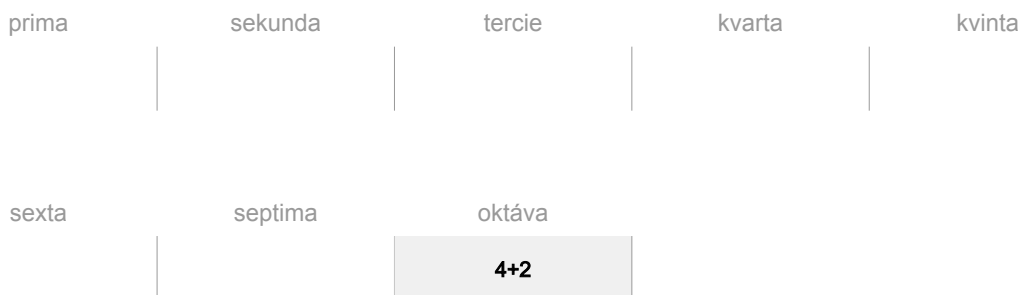 prima sekunda tercie kvarta kvinta
sexta septima oktáva
4+2